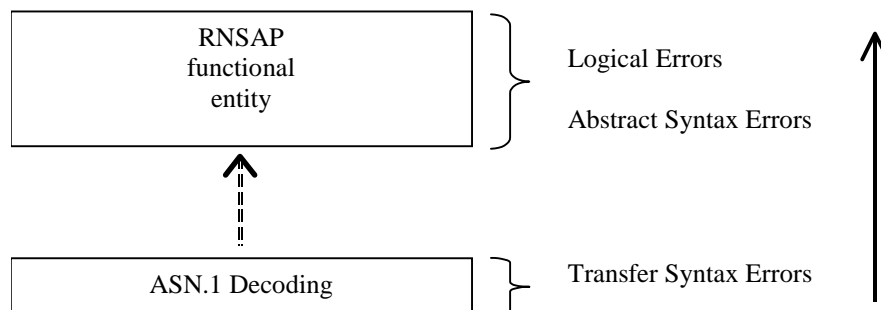 RNSAP
functional
entity
Logical Errors
Abstract Syntax Errors
ASN.1 Decoding
Transfer Syntax Errors